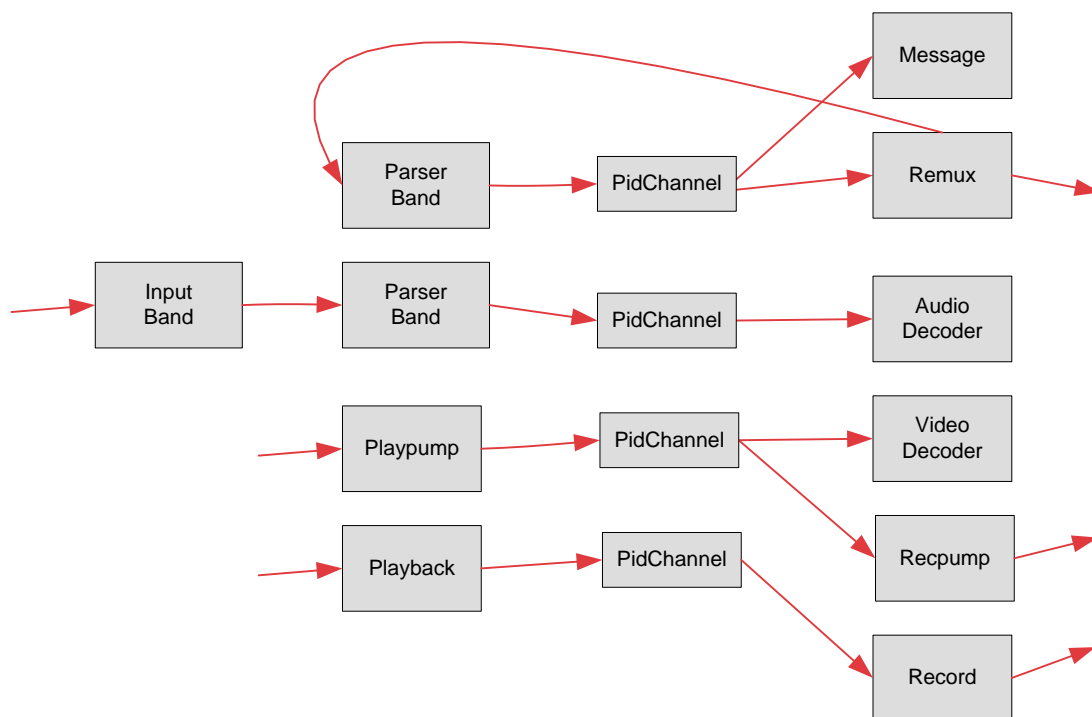 Message
Parser
Band
PidChannel
Remux
Input
Band
Parser
Band
PidChannel
Audio
Decoder
Playpump
PidChannel
Video
Decoder
Playback
PidChannel
Recpump
Record